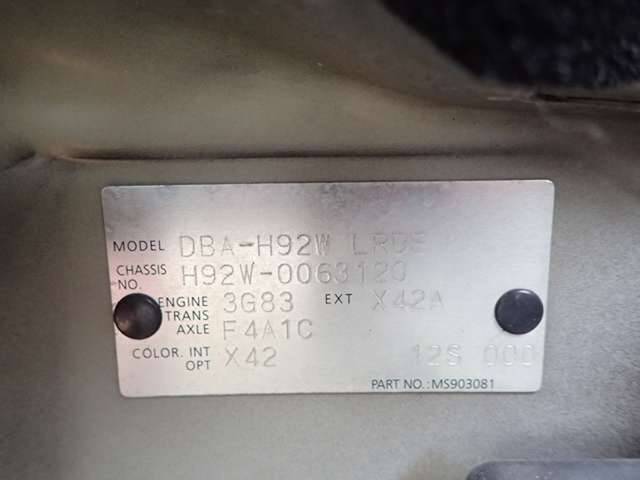 MODEL DBA-H92W LRDE
CHASSIS NO. H92W-0063120
ENGINE 3G83 EXT X42A
TRANS AXLE F4A1C
COLOR. INT OPT X42 12S 000
PART NO.: MS903081